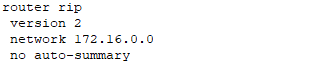 router rip
 version 2
 network 172.16.0.0
 no auto-summary